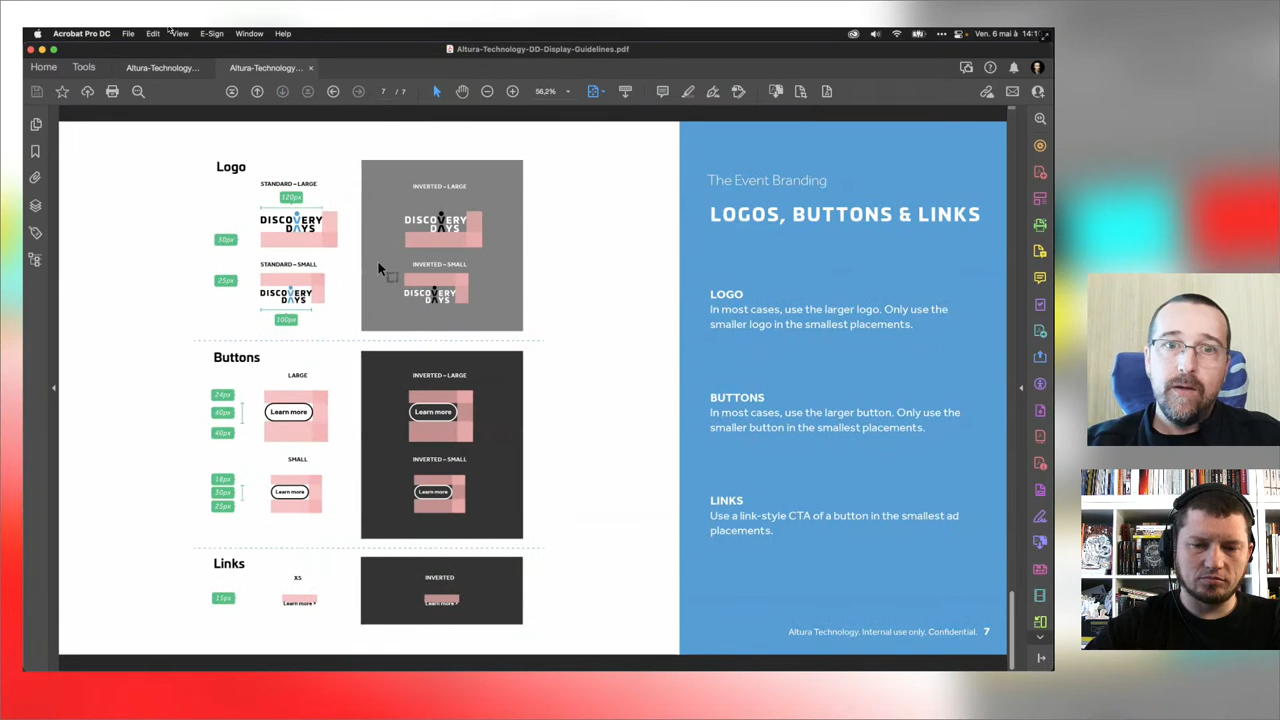 Acrobat Pro DC File Edit View E-Sign Window Help
Altura-Technology-DD-Display-Guidelines.pdf
Home Tools Altura-Technology... Altura-Technology... ×
7 / 7 56,2%
Logo
STANDARD – LARGE
120px
DISCOVERY
DAYS
30px
STANDARD – SMALL
25px
DISCOVERY
DAYS
100px
INVERTED – LARGE
DISCOVERY
DAYS
INVERTED – SMALL
DISCOVERY
DAYS
Buttons
LARGE
24px
40px
Learn more
40px
SMALL
18px
30px
Learn more
25px
INVERTED – LARGE
Learn more
INVERTED – SMALL
Learn more
Links
XS
15px
Learn more >
INVERTED
Learn more >
The Event Branding
LOGOS, BUTTONS & LINKS
LOGO
In most cases, use the larger logo. Only use the
smaller logo in the smallest placements.
BUTTONS
In most cases, use the larger button. Only use the
smaller button in the smallest placements.
LINKS
Use a link-style CTA of a button in the smallest ad
placements.
Altura Technology. Internal use only. Confidential. 7